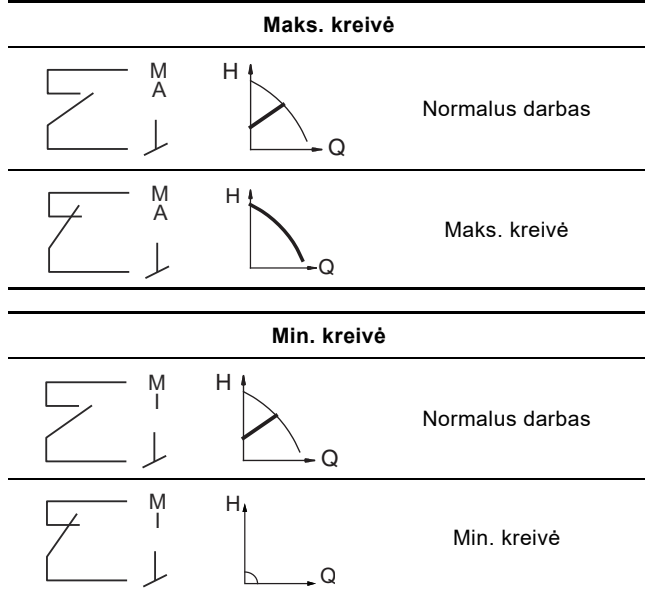 Maks. kreivė
M
A
H
Q
Normalus darbas
M
A
H
Q
Maks. kreivė
Min. kreivė
M
I
H
Q
Normalus darbas
M
I
H
Q
Min. kreivė